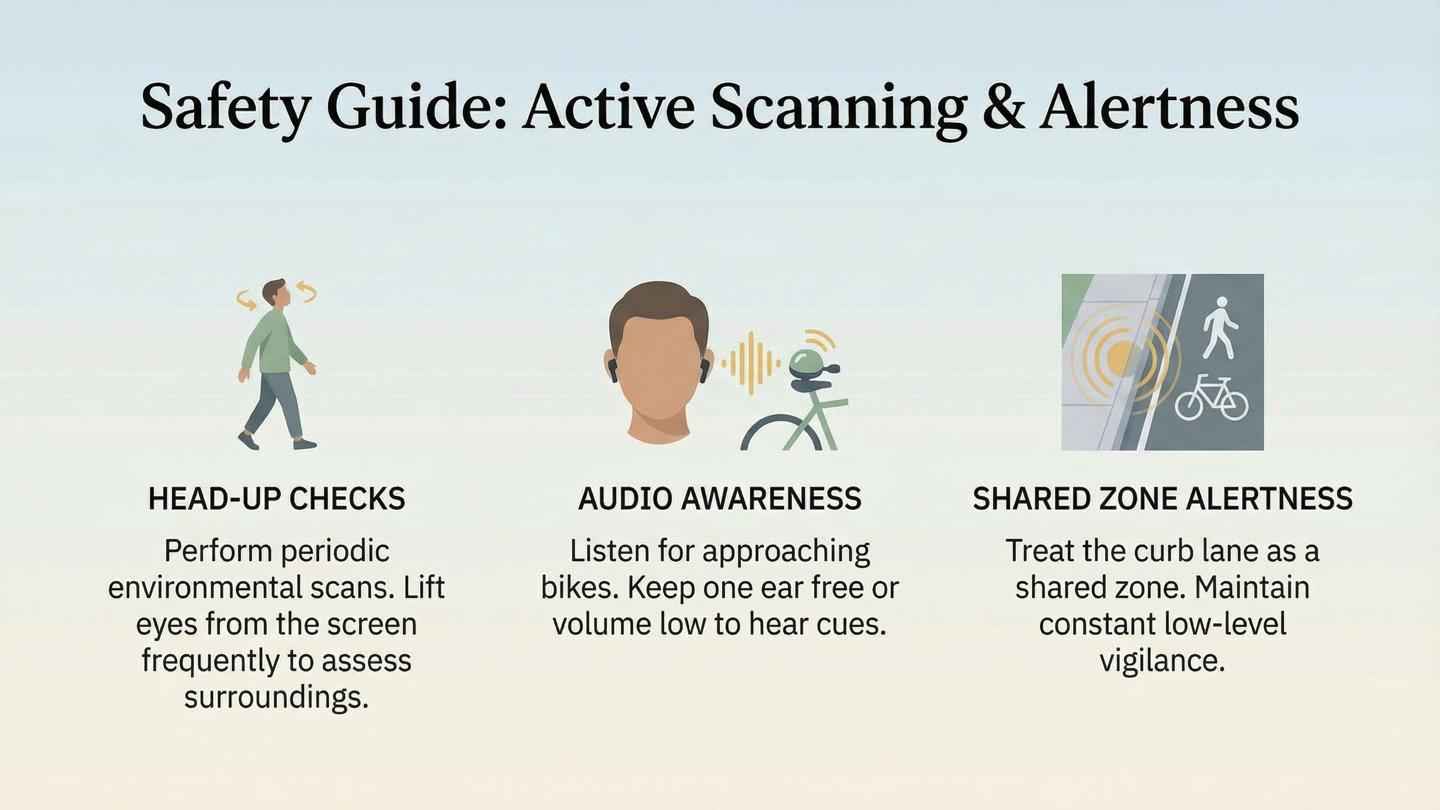 Safety Guide: Active Scanning & Alertness
HEAD-UP CHECKS
Perform periodic
environmental scans. Lift
eyes from the screen
frequently to assess
surroundings.
AUDIO AWARENESS
Listen for approaching
bikes. Keep one ear free or
volume low to hear cues.
SHARED ZONE ALERTNESS
Treat the curb lane as a
shared zone. Maintain
constant low-level
vigilance.